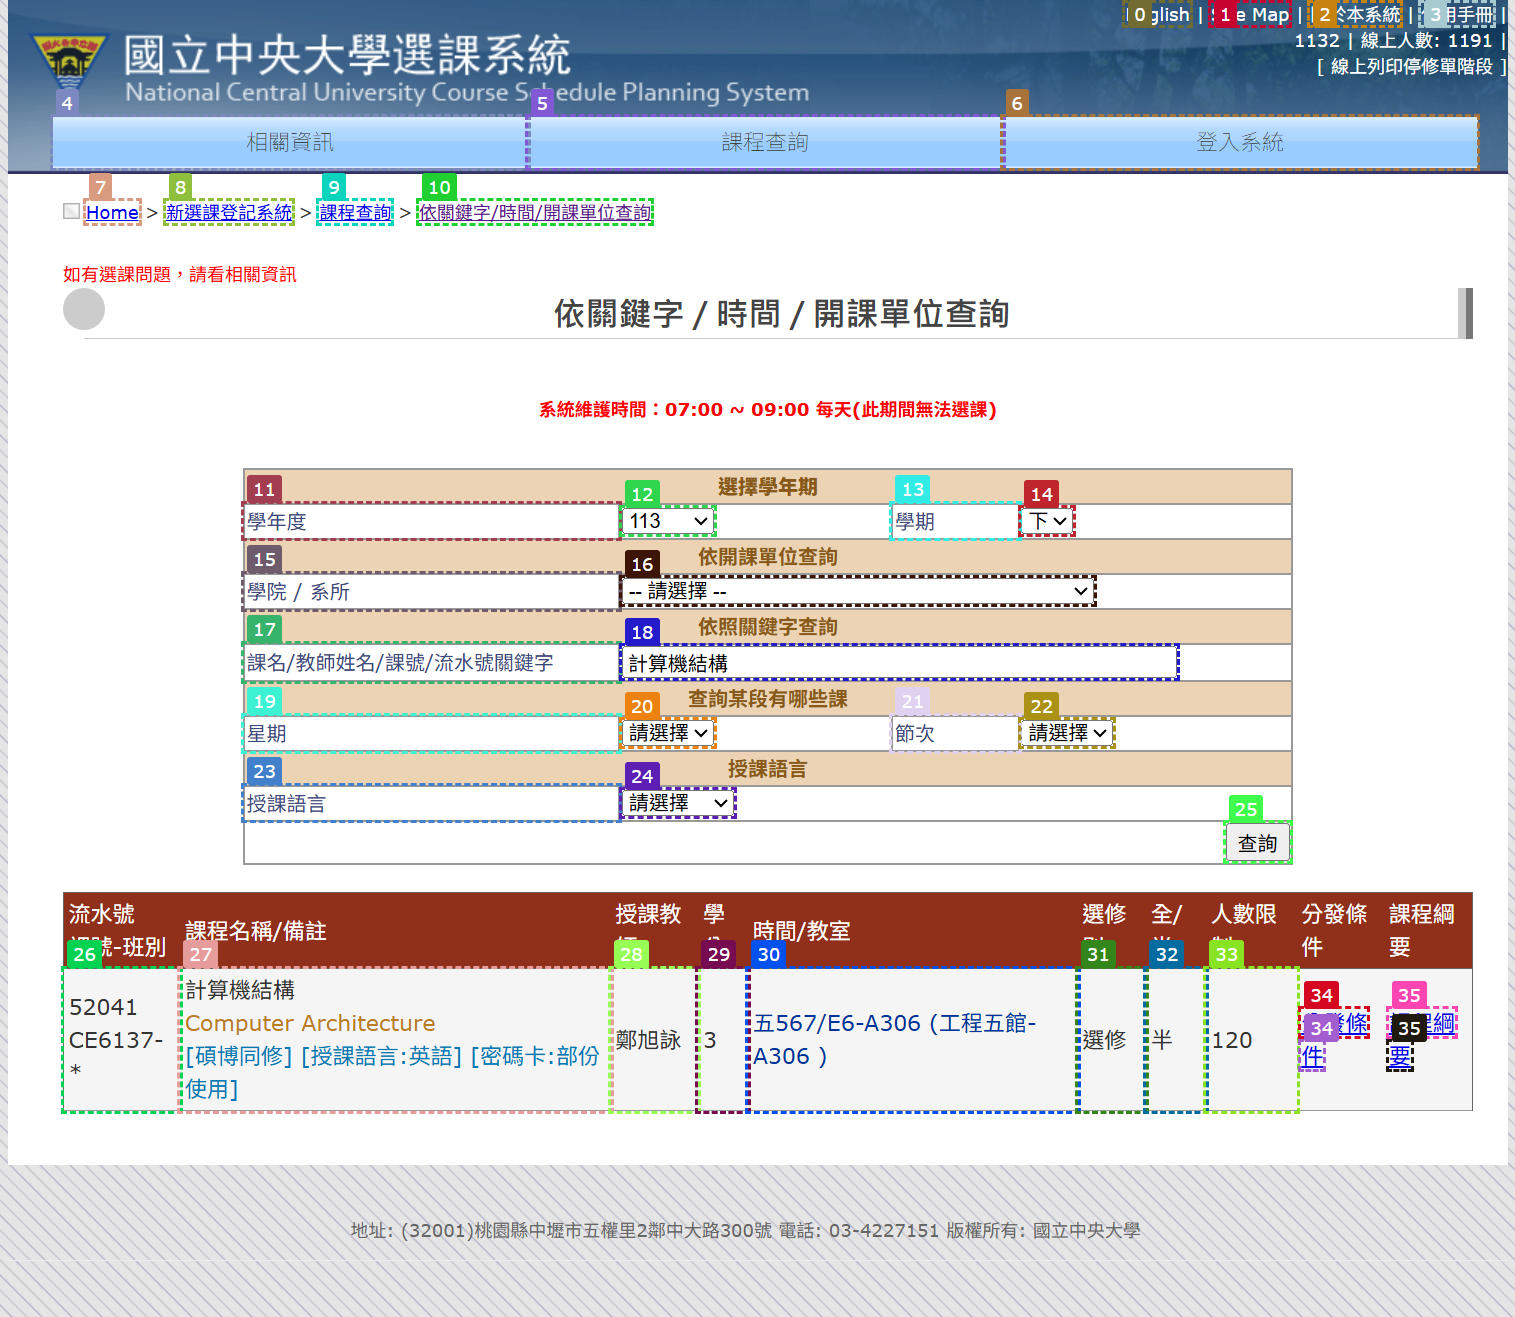 0 glish | 1 e Map | 2 於本系統 | 3 用手冊 |
1132 | 線上人數: 1191 |
[ 線上列印停修單階段 ]
國立中央大學選課系統
National Central University Course Schedule Planning System
4 5 6
相關資訊 課程查詢 登入系統
7 8 9 10
Home > 新選課登記系統 > 課程查詢 > 依關鍵字/時間/開課單位查詢
如有選課問題，請看相關資訊
依關鍵字 / 時間 / 開課單位查詢
系統維護時間：07:00 ~ 09:00 每天(此期間無法選課)
11 12 選擇學年期 13 14
學年度 113 學期 下
15 16 依開課單位查詢
學院 / 系所 -- 請選擇 --
17 18 依照關鍵字查詢
課名/教師姓名/課號/流水號關鍵字 計算機結構
19 20 查詢某段有哪些課 21 22
星期 請選擇 節次 請選擇
23 24 授課語言
授課語言 請選擇
25
查詢
流水號
號-班別 課程名稱/備註 授課教 學 時間/教室 選修 全/ 人數限 分發條件 課程綱要
26 27 28 29 30 31 32 33
34 35
34 35
52041
CE6137-
*
計算機結構
Computer Architecture
[碩博同修] [授課語言:英語] [密碼卡:部份
使用]
鄭旭詠
3
五567/E6-A306 (工程五館-
A306 )
選修
半
120
發條
件
綱
要
地址: (32001)桃園縣中壢市五權里2鄰中大路300號 電話: 03-4227151 版權所有: 國立中央大學